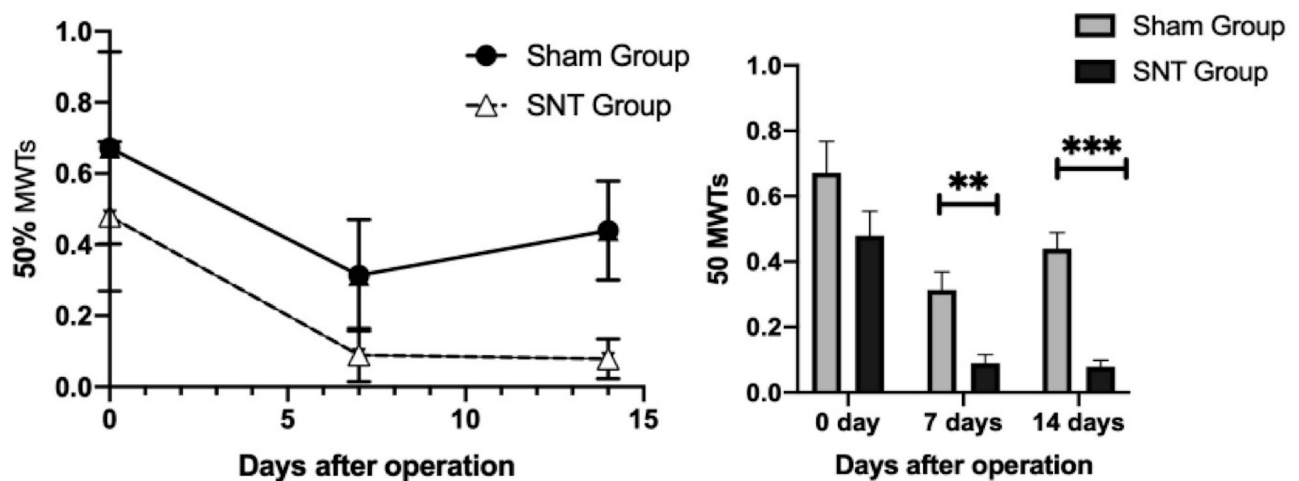 1.0
0.8
0.6
0.4
0.2
0.0
50% MWTs
0
5
10
15
Days after operation
Sham Group
SNT Group
Sham Group
SNT Group
1.0
0.8
0.6
0.4
0.2
0.0
50 MWTs
**
***
0 day
7 days
14 days
Days after operation